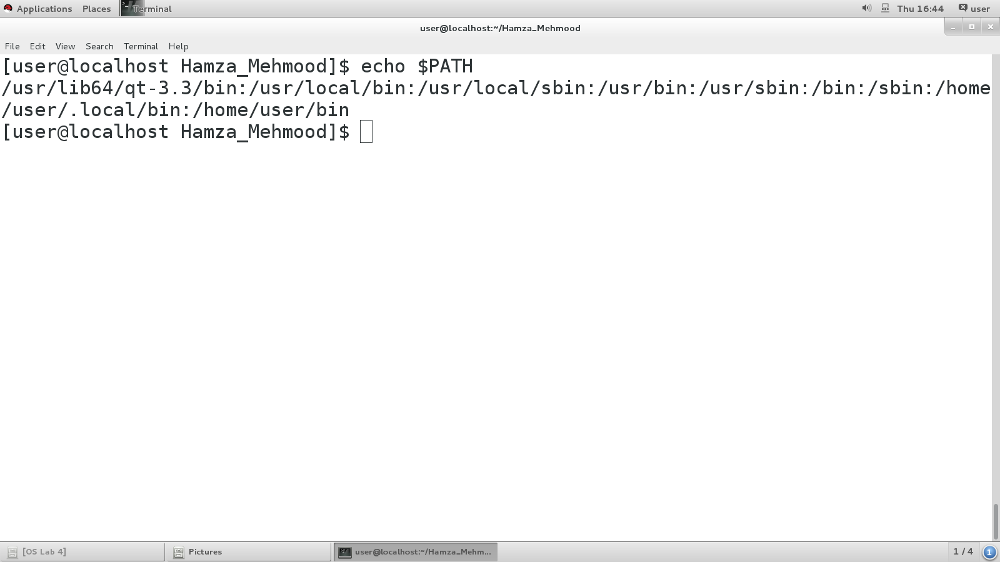 Applications Places Terminal Thu 16:44 user
user@localhost:~/Hamza_Mehmood
File Edit View Search Terminal Help
[user@localhost Hamza_Mehmood]$ echo $PATH
/usr/lib64/qt-3.3/bin:/usr/local/bin:/usr/local/sbin:/usr/bin:/usr/sbin:/bin:/sbin:/home
/user/.local/bin:/home/user/bin
[user@localhost Hamza_Mehmood]$
[OS Lab 4] Pictures user@localhost:~/Hamza_Mehm... 1 / 4 1